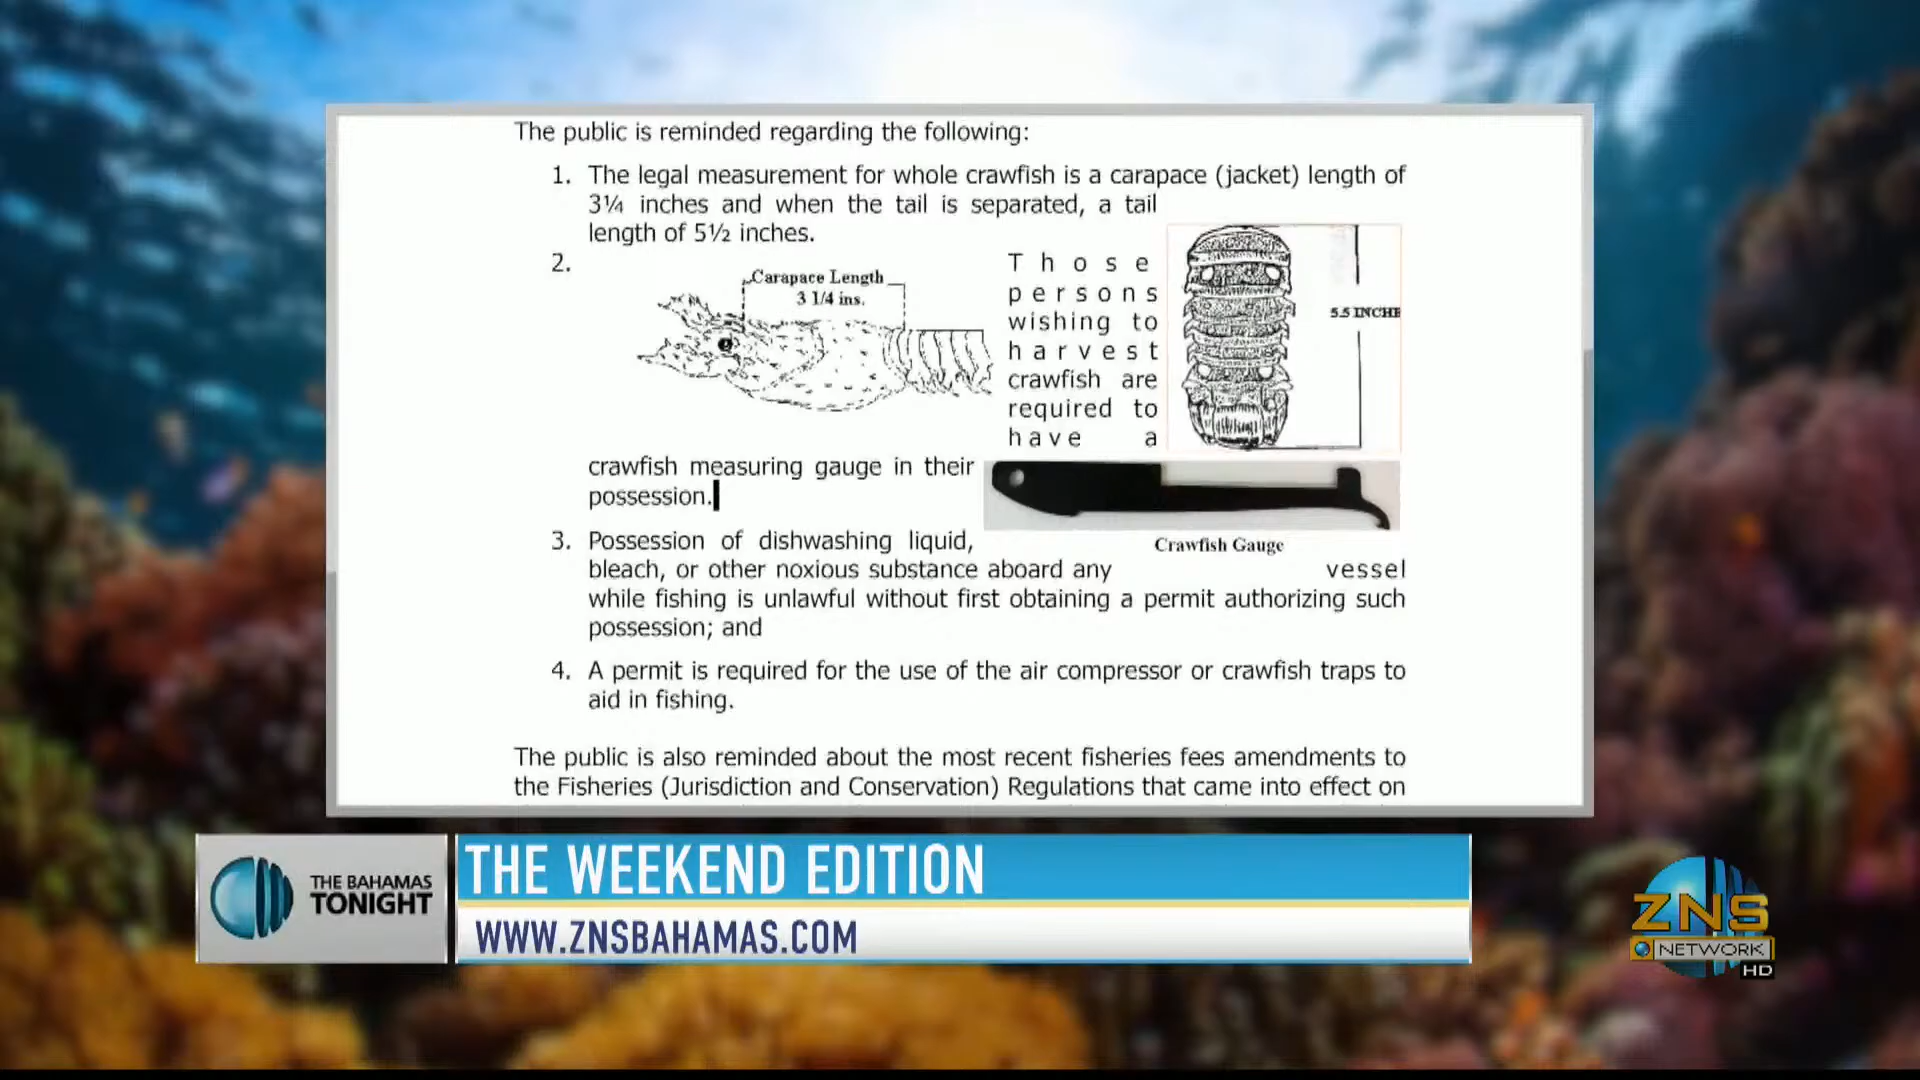 The public is reminded regarding the following:
1. The legal measurement for whole crawfish is a carapace (jacket) length of
3¼ inches and when the tail is separated, a tail
length of 5½ inches.
2.
Carapace Length
3 1/4 ins.
Those
persons
wishing to
harvest
crawfish are
required to
have a
5.5 INCHE
crawfish measuring gauge in their
possession.
Crawfish Gauge
3. Possession of dishwashing liquid,
bleach, or other noxious substance aboard any vessel
while fishing is unlawful without first obtaining a permit authorizing such
possession; and
4. A permit is required for the use of the air compressor or crawfish traps to
aid in fishing.
The public is also reminded about the most recent fisheries fees amendments to
the Fisheries (Jurisdiction and Conservation) Regulations that came into effect on
THE BAHAMAS
TONIGHT
THE WEEKEND EDITION
WWW.ZNSBAHAMAS.COM
ZNS
NETWORK
HD